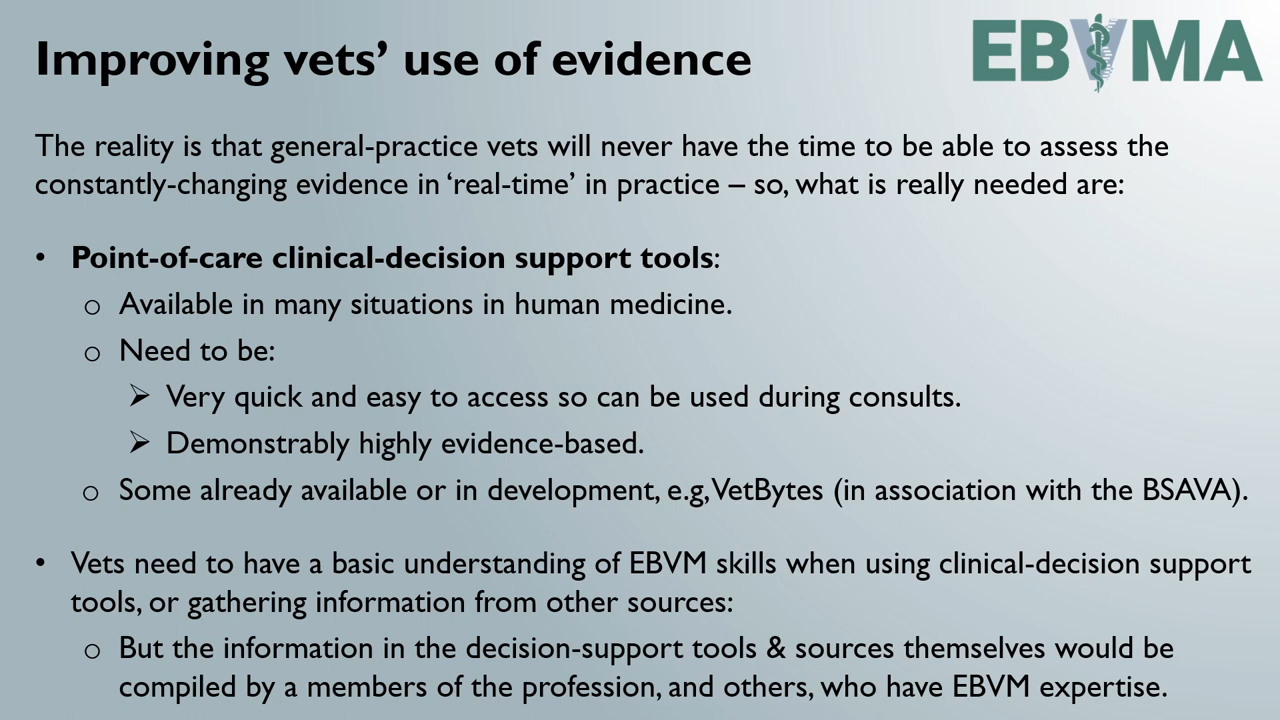 Improving vets’ use of evidence
EBVMA
The reality is that general-practice vets will never have the time to be able to assess the
constantly-changing evidence in ‘real-time’ in practice – so, what is really needed are:
• Point-of-care clinical-decision support tools:
o Available in many situations in human medicine.
o Need to be:
➢ Very quick and easy to access so can be used during consults.
➢ Demonstrably highly evidence-based.
o Some already available or in development, e.g, VetBytes (in association with the BSAVA).
• Vets need to have a basic understanding of EBVM skills when using clinical-decision support
tools, or gathering information from other sources:
o But the information in the decision-support tools & sources themselves would be
compiled by a members of the profession, and others, who have EBVM expertise.